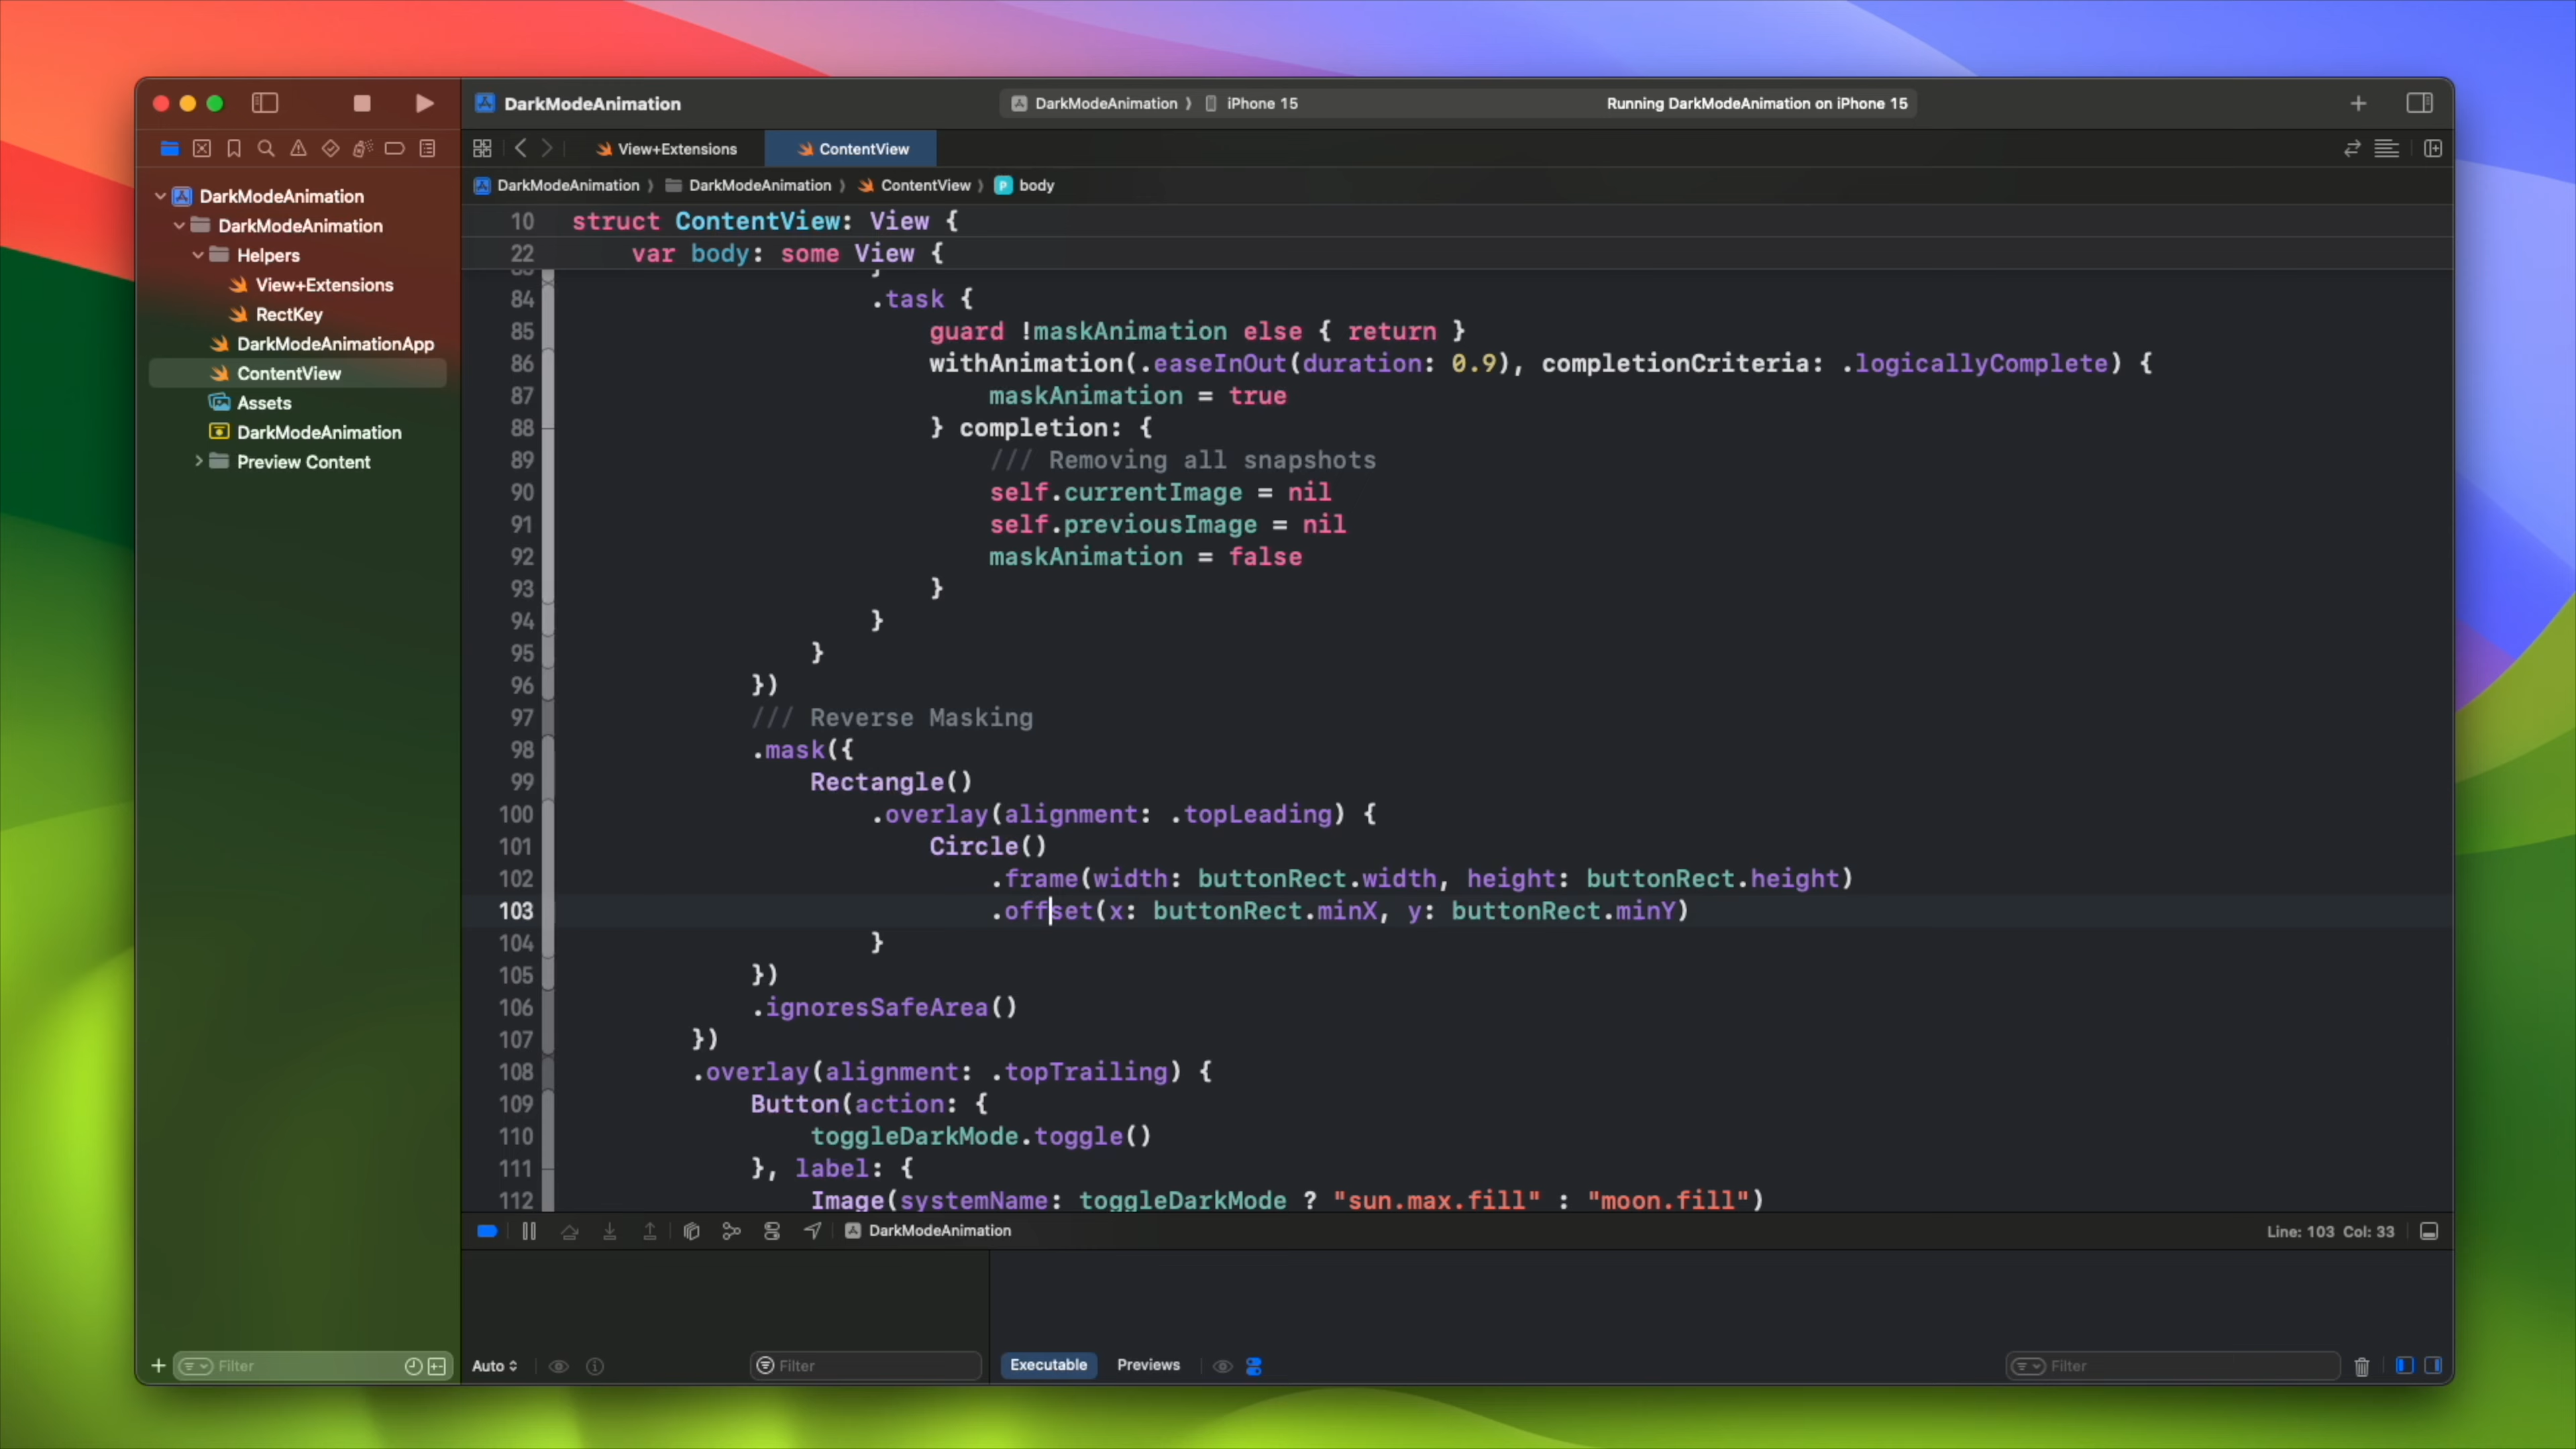 DarkModeAnimation
DarkModeAnimation
iPhone 15
Running DarkModeAnimation on iPhone 15
View+Extensions
ContentView
DarkModeAnimation
DarkModeAnimation
ContentView
body
DarkModeAnimation
DarkModeAnimation
Helpers
View+Extensions
RectKey
DarkModeAnimationApp
ContentView
Assets
DarkModeAnimation
Preview Content
10 struct ContentView: View {
22 var body: some View {
84 .task {
85 guard !maskAnimation else { return }
86 withAnimation(.easeInOut(duration: 0.9), completionCriteria: .logicallyComplete) {
87 maskAnimation = true
88 } completion: {
89 /// Removing all snapshots
90 self.currentImage = nil
91 self.previousImage = nil
92 maskAnimation = false
93 }
94 }
95 }
96 })
97 /// Reverse Masking
98 .mask({
99 Rectangle()
100 .overlay(alignment: .topLeading) {
101 Circle()
102 .frame(width: buttonRect.width, height: buttonRect.height)
103 .offset(x: buttonRect.minX, y: buttonRect.minY)
104 }
105 })
106 .ignoresSafeArea()
107 })
108 .overlay(alignment: .topTrailing) {
109 Button(action: {
110 toggleDarkMode.toggle()
111 }, label: {
112 Image(systemName: toggleDarkMode ? "sun.max.fill" : "moon.fill")
DarkModeAnimation
Line: 103 Col: 33
Filter
Auto
Filter
Executable
Previews
Filter